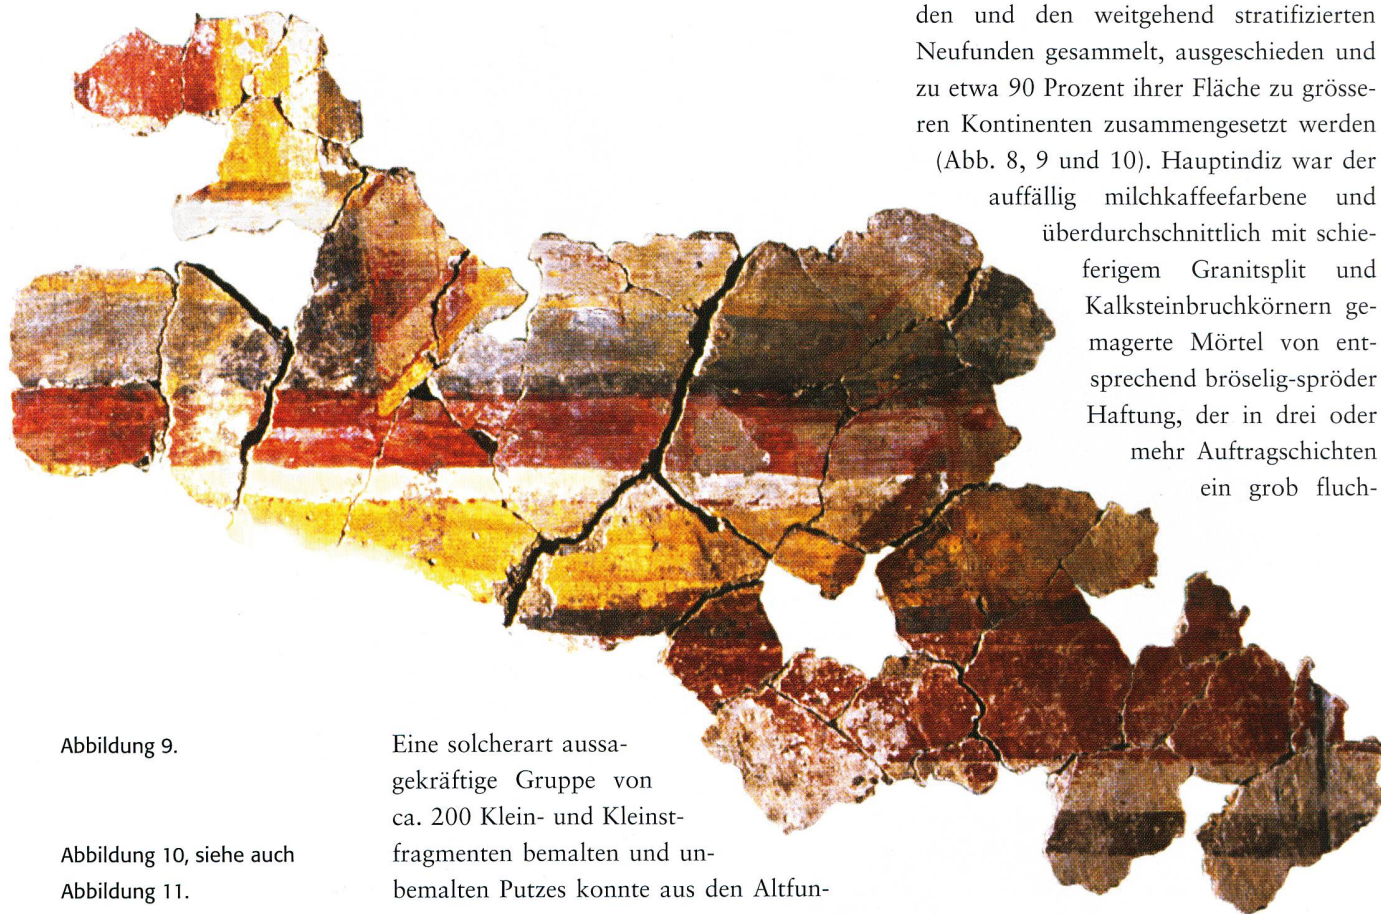 Abbildung 9.
Abbildung 10, siehe auch
Abbildung 11.
Eine solcherart aussa-
gekräftige Gruppe von
ca. 200 Klein- und Kleinst-
fragmenten bemalten und un-
bemalten Putzes konnte aus den Altfun-
den und den weitgehend stratifizierten
Neufunden gesammelt, ausgeschieden und
zu etwa 90 Prozent ihrer Fläche zu grösse-
ren Kontinenten zusammengesetzt werden
(Abb. 8, 9 und 10). Hauptindiz war der
auffällig milchkaffeefarbene und
überdurchschnittlich mit schie-
ferigem Granitsplit und
Kalksteinbruchkörnern ge-
magerte Mörtel von ent-
sprechend bröselig-spröder
Haftung, der in drei oder
mehr Auftragschichten
ein grob fluch-